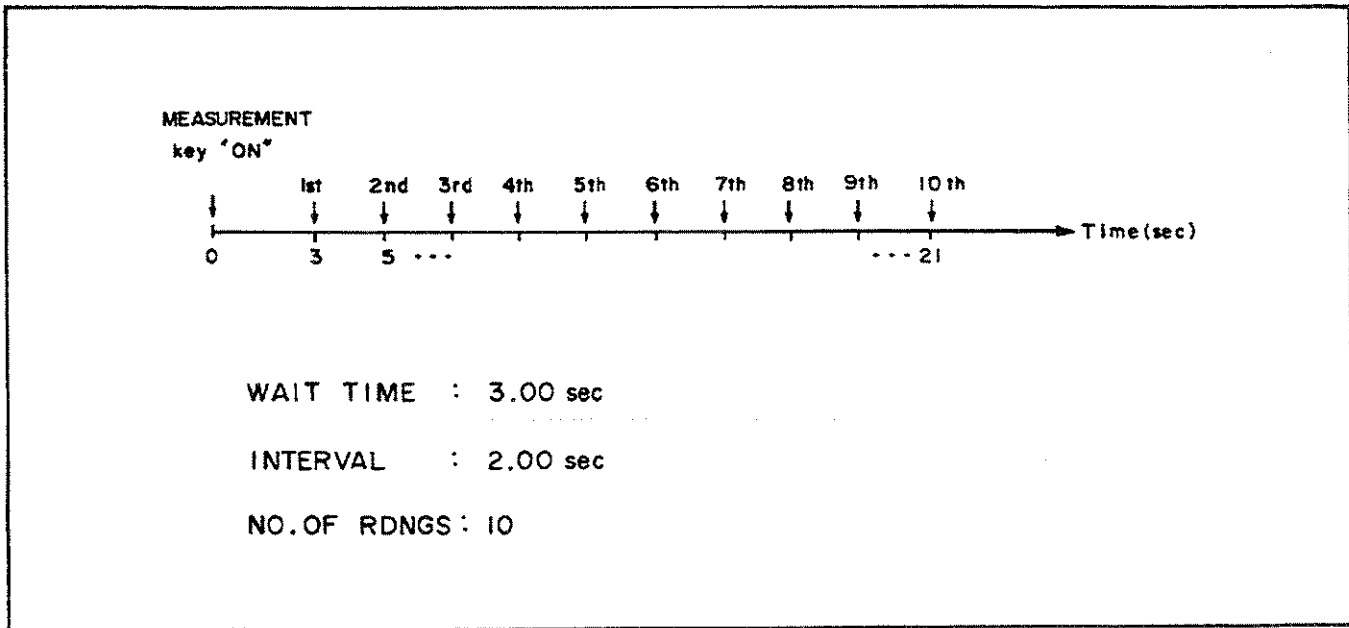 MEASUREMENT
key "ON"
1st 2nd 3rd 4th 5th 6th 7th 8th 9th 10th
Time(sec)
0 3 5 ··· ··· 21
WAIT TIME : 3.00 sec
INTERVAL : 2.00 sec
NO.OF RDNGS: 10